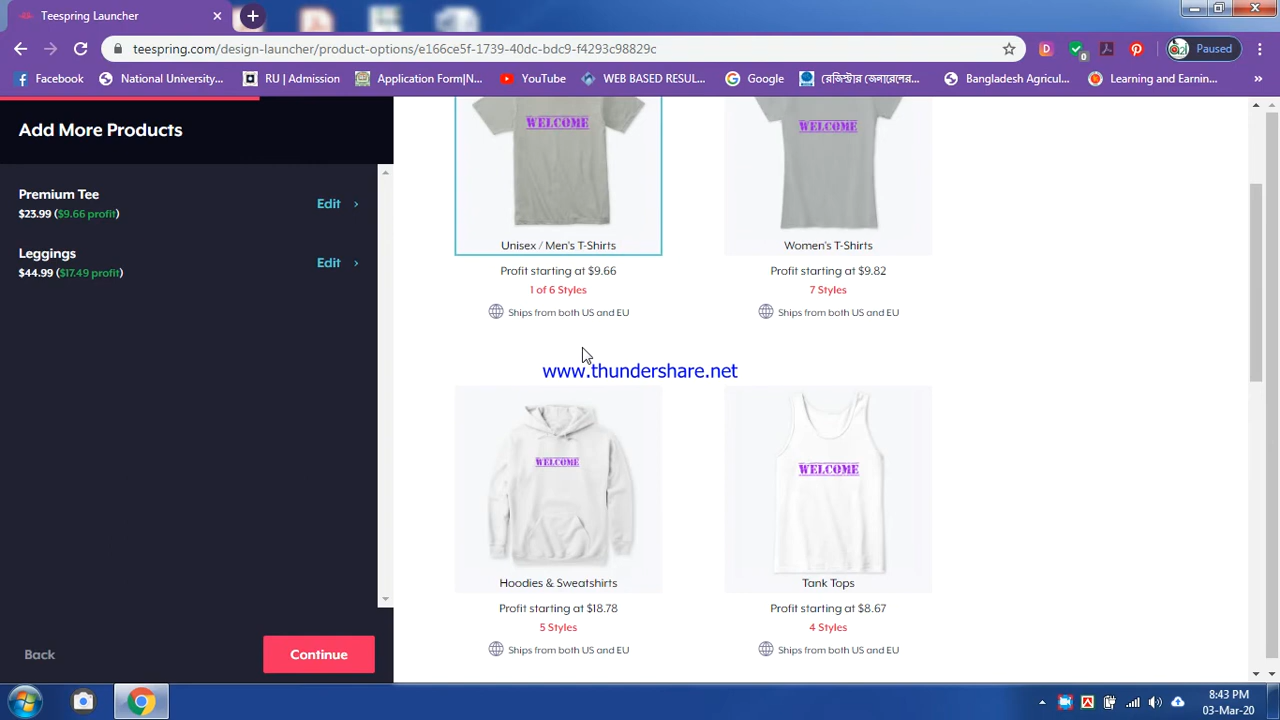 Teespring Launcher
teespring.com/design-launcher/product-options/e166ce5f-1739-40dc-bdc9-f4293c98829c
Paused
Facebook
National University...
RU | Admission
Application Form|N...
YouTube
WEB BASED RESUL...
Google
রেজিস্টার জেনারেলের...
Bangladesh Agricul...
Learning and Earnin...
Add More Products
Premium Tee
$23.99 ($9.66 profit)
Edit
Leggings
$44.99 ($17.49 profit)
Edit
Back
Continue
WELCOME
WELCOME
Unisex / Men's T-Shirts
Women's T-Shirts
Profit starting at $9.66
Profit starting at $9.82
1 of 6 Styles
7 Styles
Ships from both US and EU
Ships from both US and EU
www.thundershare.net
WELCOME
WELCOME
Hoodies & Sweatshirts
Tank Tops
Profit starting at $18.78
Profit starting at $8.67
5 Styles
4 Styles
Ships from both US and EU
Ships from both US and EU
8:43 PM
03-Mar-20